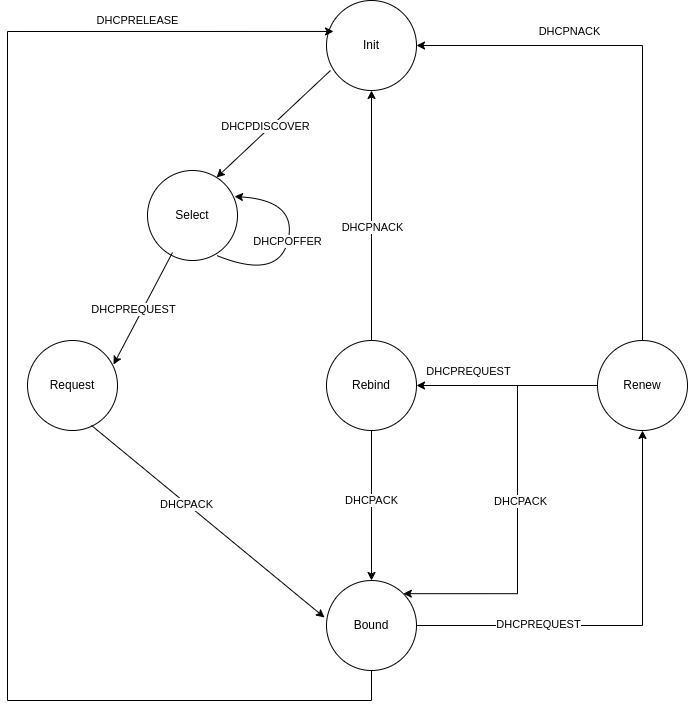 DHCPRELEASE
DHCPNACK
Init
DHCPDISCOVER
Select
DHCPOFFER
DHCPNACK
DHCPREQUEST
Request
Rebind
DHCPREQUEST
Renew
DHCPACK
DHCPACK
DHCPACK
Bound
DHCPREQUEST